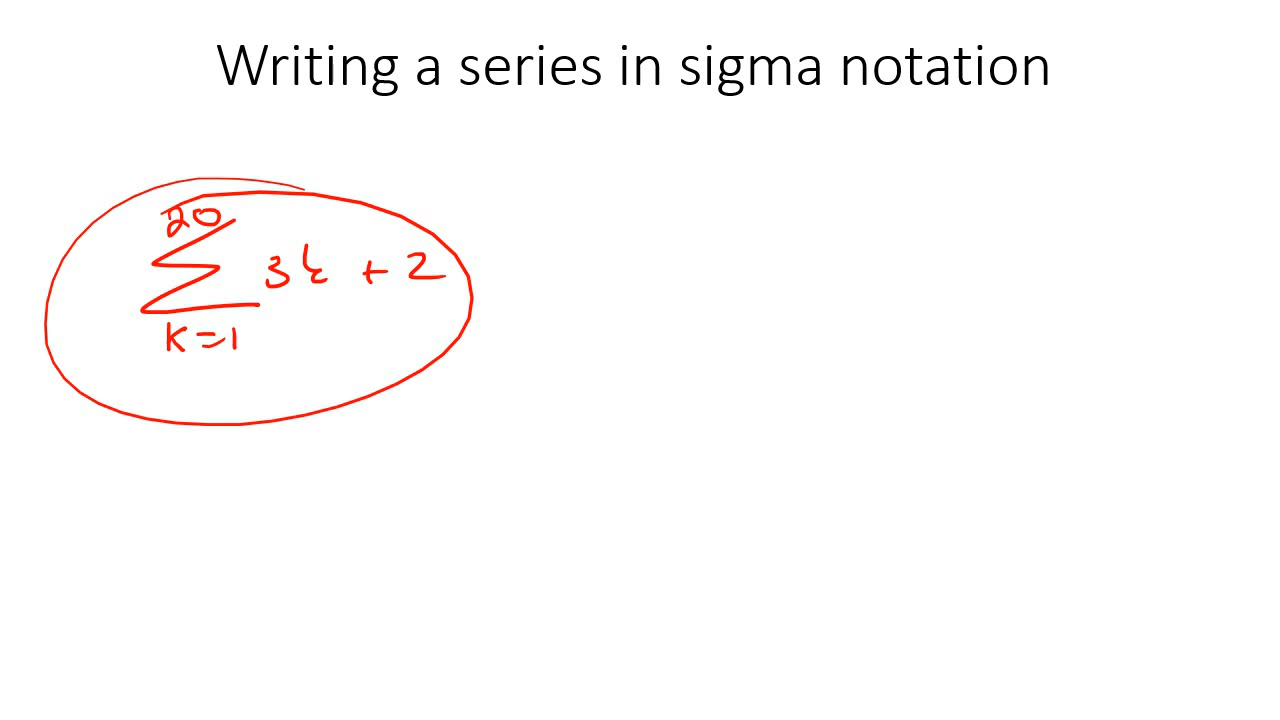 Writing a series in sigma notation
20
∑ 3k + 2
k=1